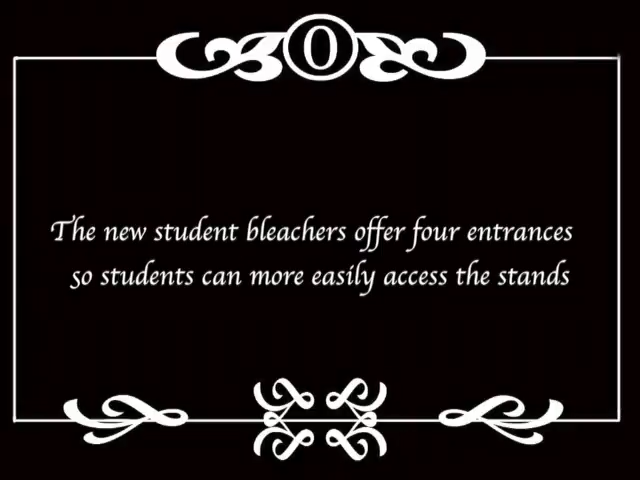 O
The new student bleachers offer four entrances
so students can more easily access the stands